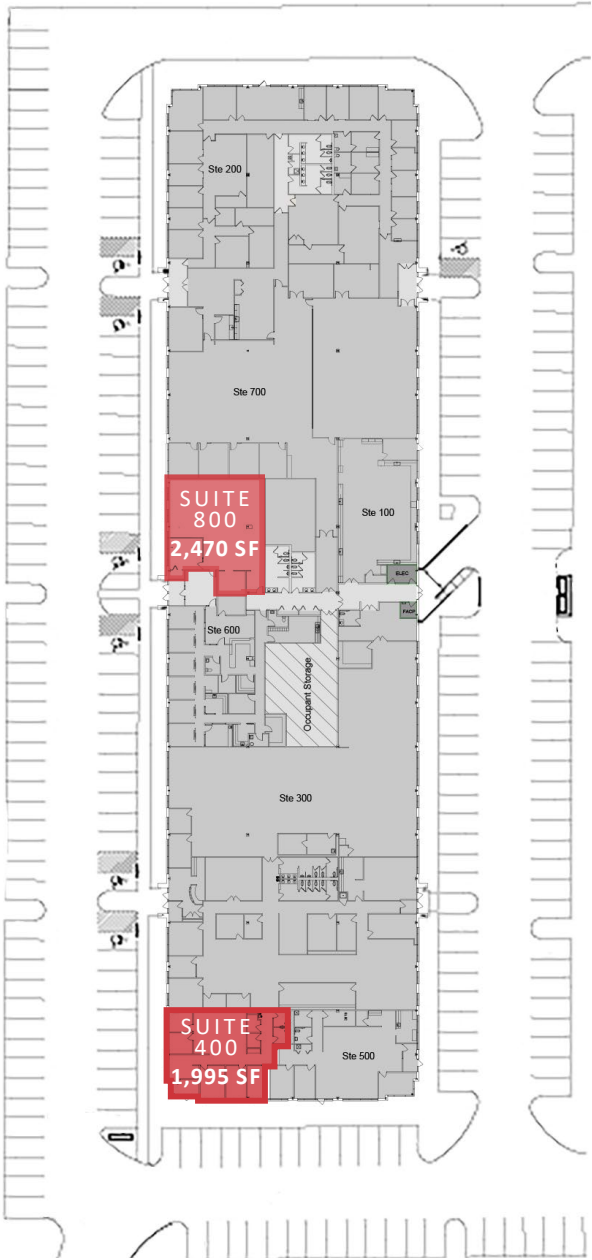 Ste 200
Ste 700
SUITE
800
2,470 SF
Ste 100
ELEC
FACP
Ste 600
Occupant Storage
Ste 300
SUITE
400
1,995 SF
Ste 500